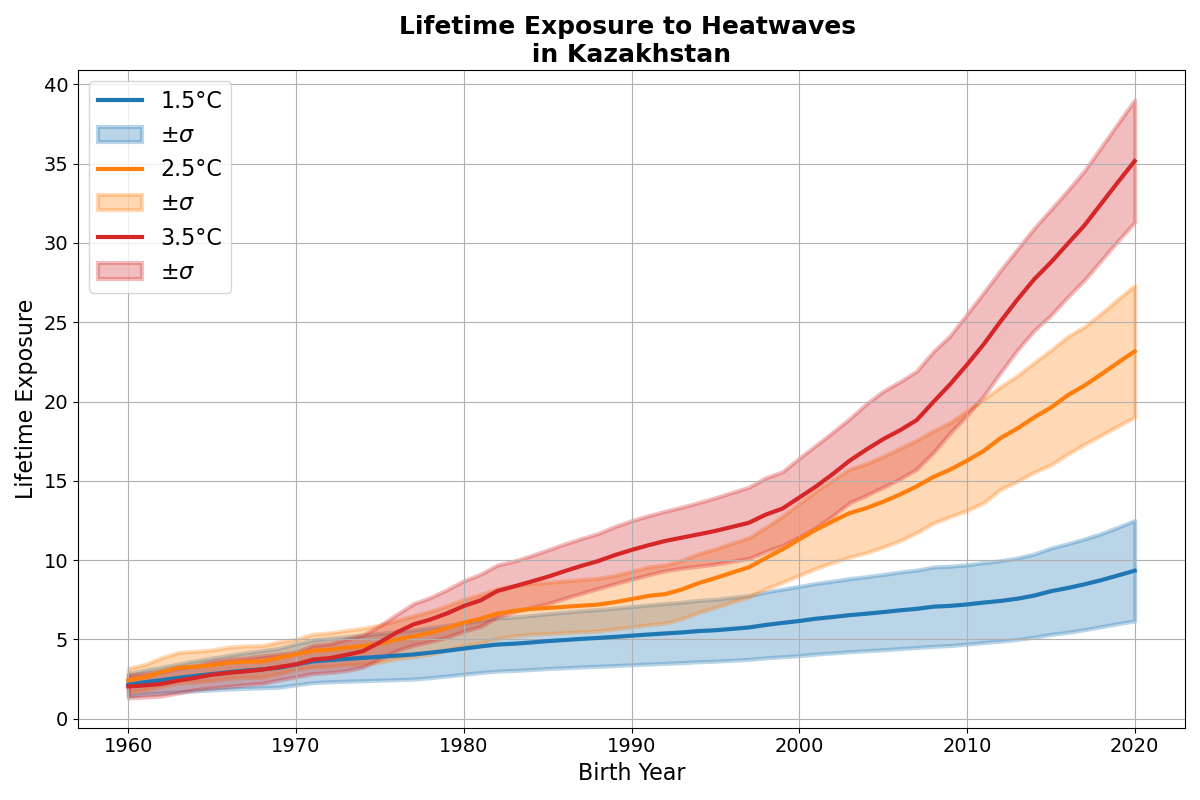 Lifetime Exposure to Heatwaves
in Kazakhstan
40
35
30
25
20
15
10
5
0
Lifetime Exposure
1.5°C
±σ
2.5°C
±σ
3.5°C
±σ
1960 1970 1980 1990 2000 2010 2020
Birth Year